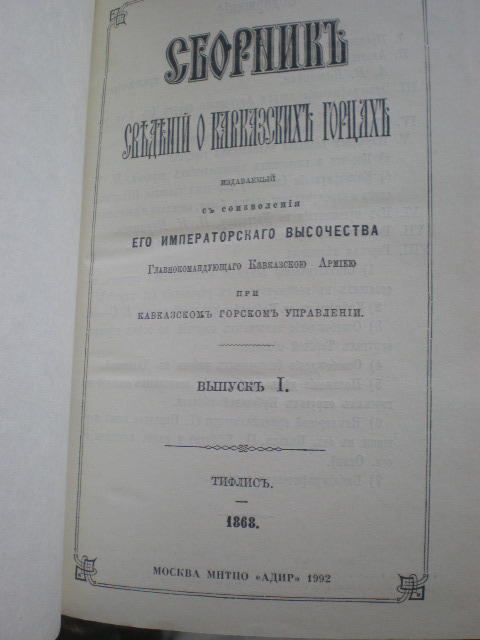 СБОРНИКЪ
СВѢДѢНІЙ О КАВКАЗСКИХЪ ГОРЦАХЪ
ИЗДАВАЕМЫЙ
СЪ СОИЗВОЛЕНІЯ
ЕГО ИМПЕРАТОРСКАГО ВЫСОЧЕСТВА
ГЛАВНОКОМАНДУЮЩАГО КАВКАЗСКОЮ АРМІЕЮ
ПРИ
КАВКАЗСКОМЪ ГОРСКОМЪ УПРАВЛЕНІИ.
ВЫПУСКЪ I.
ТИФЛИСЪ.
1868.
МОСКВА МНТПО «АДИР» 1992